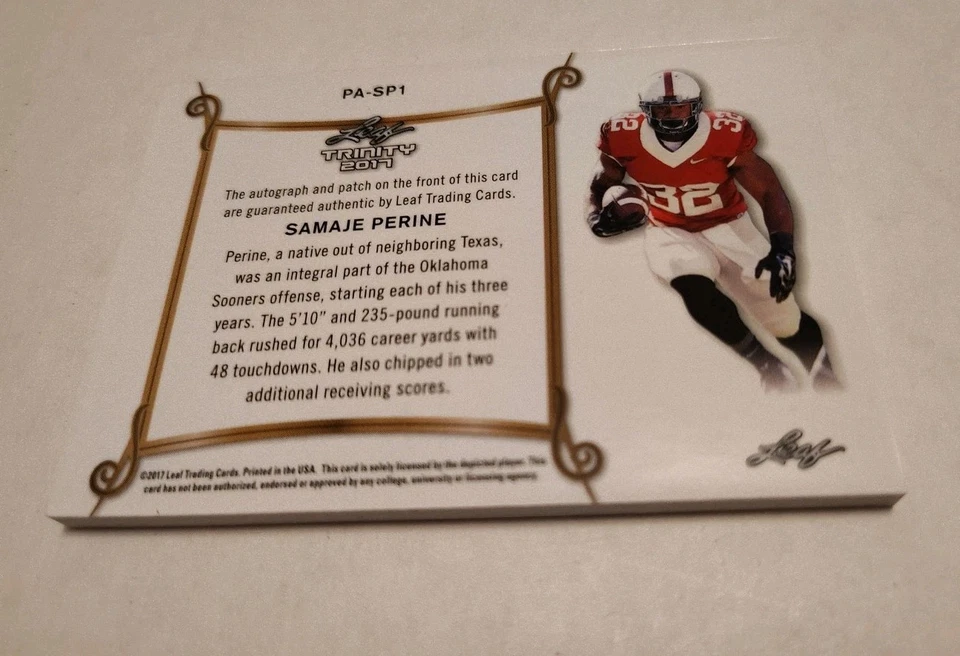 PA-SP1
Leaf
TRINITY
2017
The autograph and patch on the front of this card
are guaranteed authentic by Leaf Trading Cards.
SAMAJE PERINE
Perine, a native out of neighboring Texas,
was an integral part of the Oklahoma
Sooners offense, starting each of his three
years. The 5'10" and 235-pound running
back rushed for 4,036 career yards with
48 touchdowns. He also chipped in two
additional receiving scores.
©2017 Leaf Trading Cards. Printed in the USA. This card is solely licensed by the depicted player. This
card has not been authorized, endorsed or approved by any college, university or licensing agency.
32
32
32
Leaf